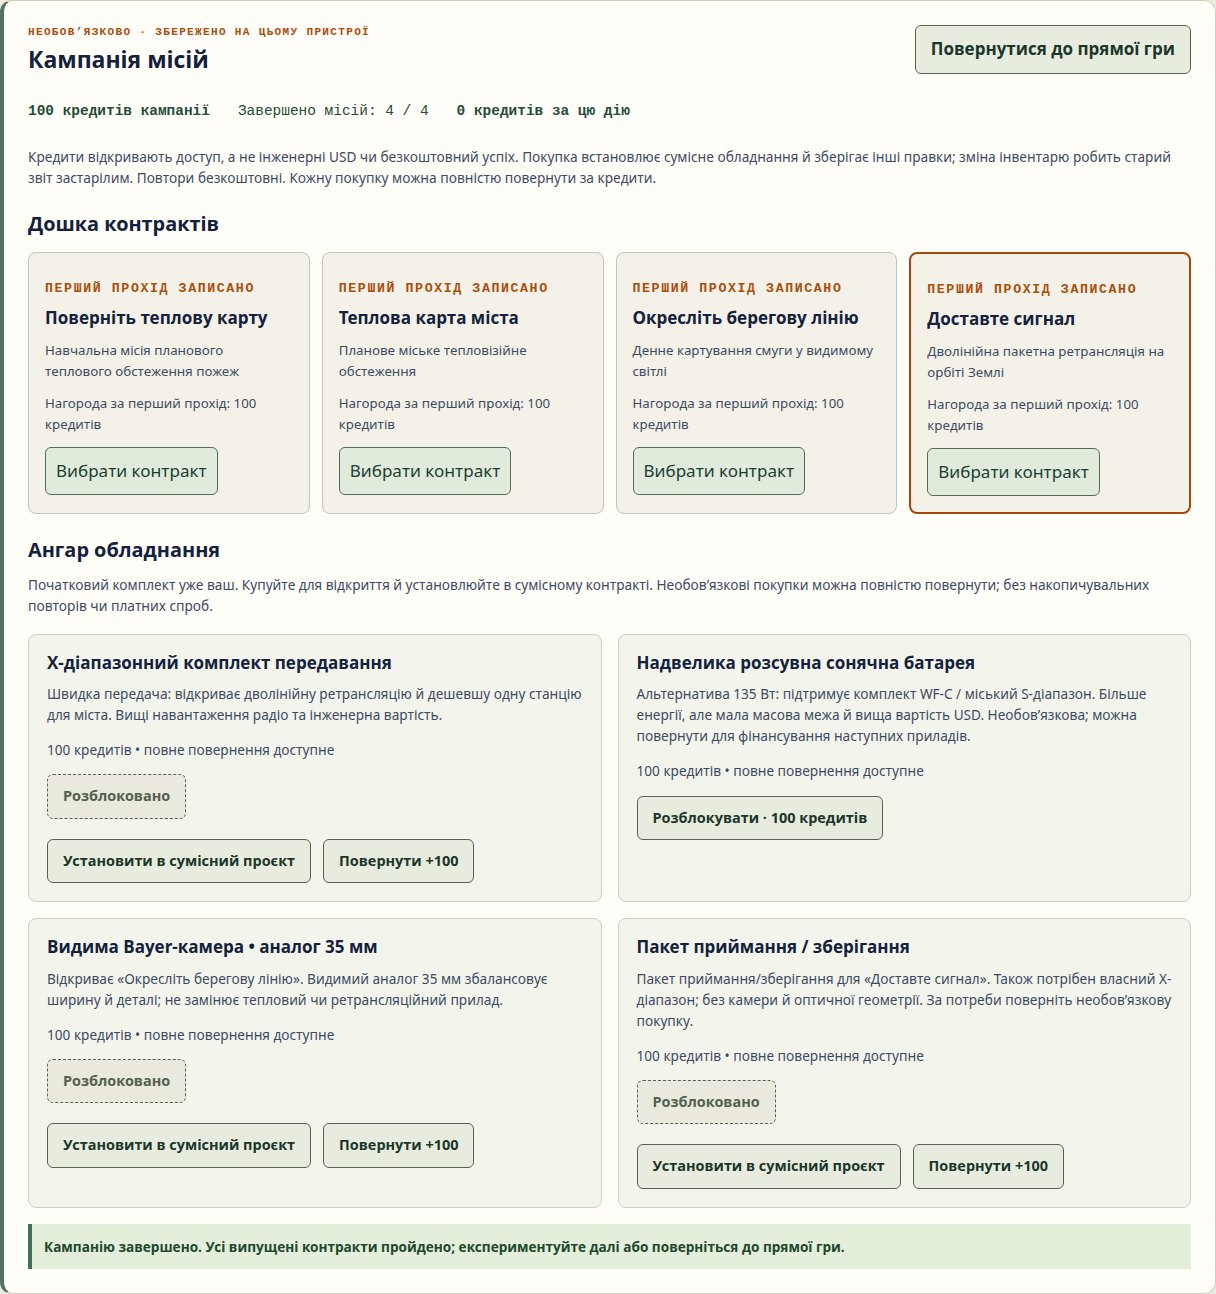 НЕОБОВ’ЯЗКОВО · ЗБЕРЕЖЕНО НА ЦЬОМУ ПРИСТРОЇ
Кампанія місій
Повернутися до прямої гри
100 кредитів кампанії Завершено місій: 4 / 4 0 кредитів за цю дію
Кредити відкривають доступ, а не інженерні USD чи безкоштовний успіх. Покупка встановлює сумісне обладнання й зберігає інші правки; зміна інвентарю робить старий
звіт застарілим. Повтори безкоштовні. Кожну покупку можна повністю повернути за кредити.
Дошка контрактів
ПЕРШИЙ ПРОХІД ЗАПИСАНО
Поверніть теплову карту
Навчальна місія планового
теплового обстеження пожеж
Нагорода за перший прохід: 100
кредитів
Вибрати контракт
ПЕРШИЙ ПРОХІД ЗАПИСАНО
Теплова карта міста
Планове міське тепловізійне
обстеження
Нагорода за перший прохід: 100
кредитів
Вибрати контракт
ПЕРШИЙ ПРОХІД ЗАПИСАНО
Окресліть берегову лінію
Денне картування смуги у видимому
світлі
Нагорода за перший прохід: 100
кредитів
Вибрати контракт
ПЕРШИЙ ПРОХІД ЗАПИСАНО
Доставте сигнал
Дволінійна пакетна ретрансляція на
орбіті Землі
Нагорода за перший прохід: 100
кредитів
Вибрати контракт
Ангар обладнання
Початковий комплект уже ваш. Купуйте для відкриття й установлюйте в сумісному контракті. Необов’язкові покупки можна повністю повернути; без накопичувальних
повторів чи платних спроб.
X-діапазонний комплект передавання
Швидка передача: відкриває дволінійну ретрансляцію й дешевшу одну станцію
для міста. Вищі навантаження радіо та інженерна вартість.
100 кредитів • повне повернення доступне
Розблоковано
Установити в сумісний проєкт
Повернути +100
Надвелика розсувна сонячна батарея
Альтернатива 135 Вт: підтримує комплект WF-C / міський S-діапазон. Більше
енергії, але мала масова межа й вища вартість USD. Необов’язкова; можна
повернути для фінансування наступних приладів.
100 кредитів • повне повернення доступне
Розблокувати · 100 кредитів
Видима Bayer-камера • аналог 35 мм
Відкриває «Окресліть берегову лінію». Видимий аналог 35 мм збалансовує
ширину й деталі; не замінює тепловий чи ретрансляційний прилад.
100 кредитів • повне повернення доступне
Розблоковано
Установити в сумісний проєкт
Повернути +100
Пакет приймання / зберігання
Пакет приймання/зберігання для «Доставте сигнал». Також потрібен власний X-
діапазон; без камери й оптичної геометрії. За потреби поверніть необов’язкову
покупку.
100 кредитів • повне повернення доступне
Розблоковано
Установити в сумісний проєкт
Повернути +100
Кампанію завершено. Усі випущені контракти пройдено; експериментуйте далі або поверніться до прямої гри.